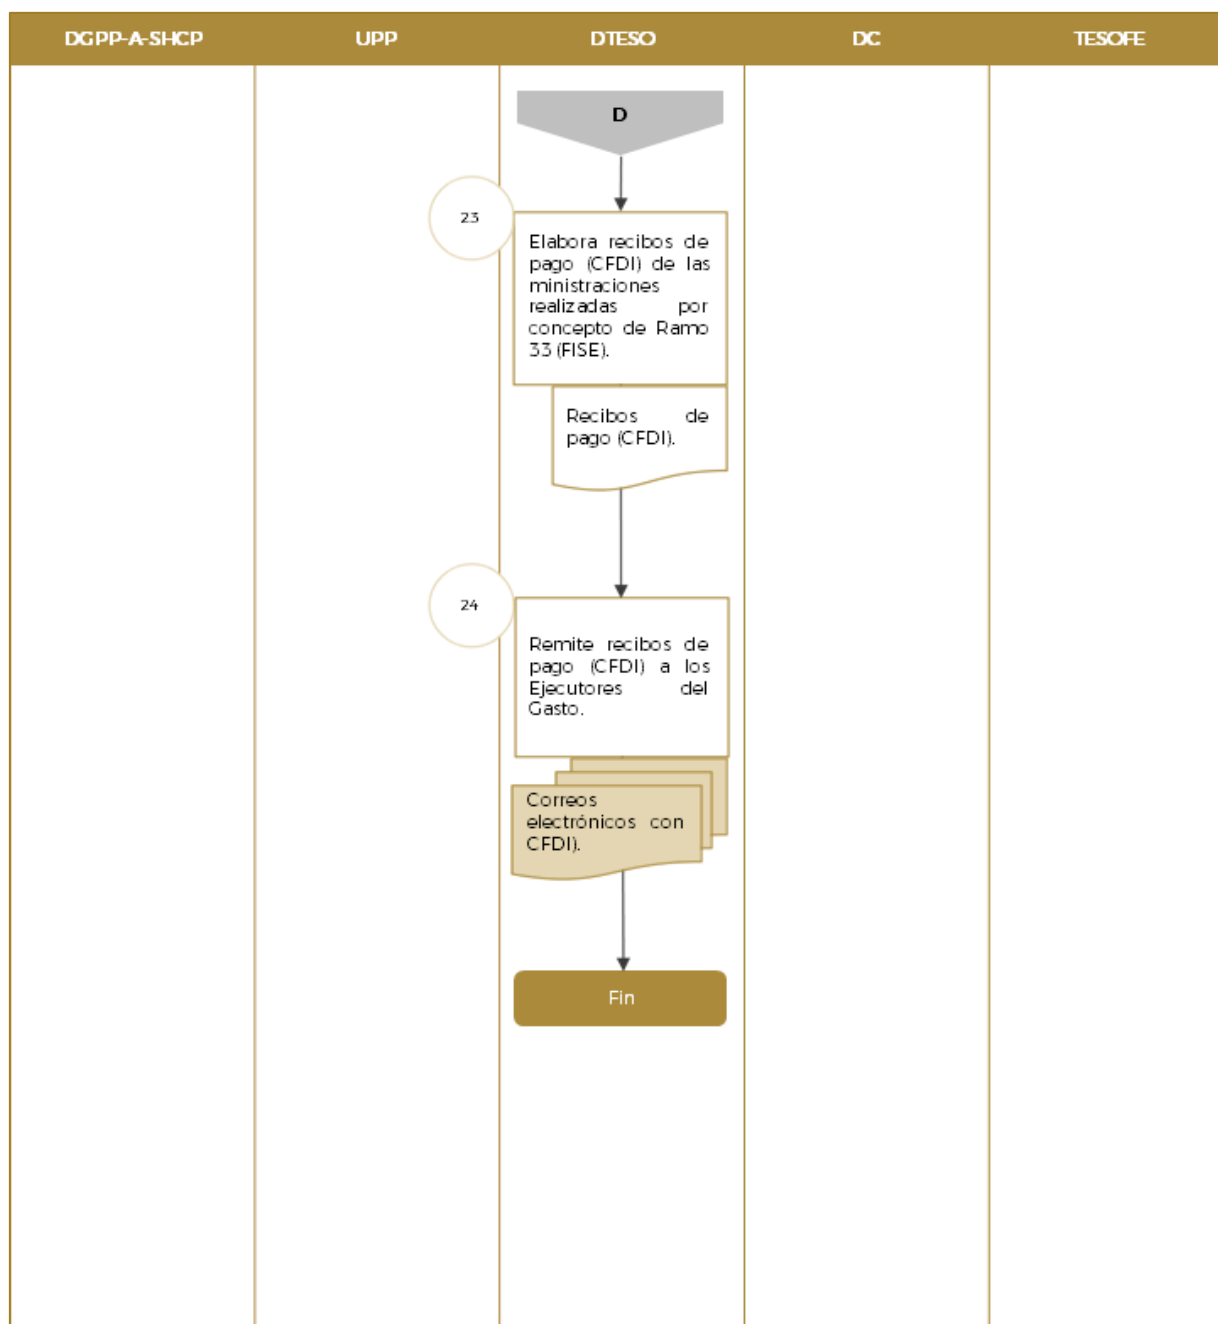 DGPP-A-SHCP UPP DTESO DC TESOFE
D
23
Elabora recibos de
pago (CFDI) de las
ministraciones
realizadas por
concepto de Ramo
33 (FISE).
Recibos de
pago (CFDI).
24
Remite recibos de
pago (CFDI) a los
Ejecutores del
Gasto.
Correos
electrónicos con
CFDI).
Fin